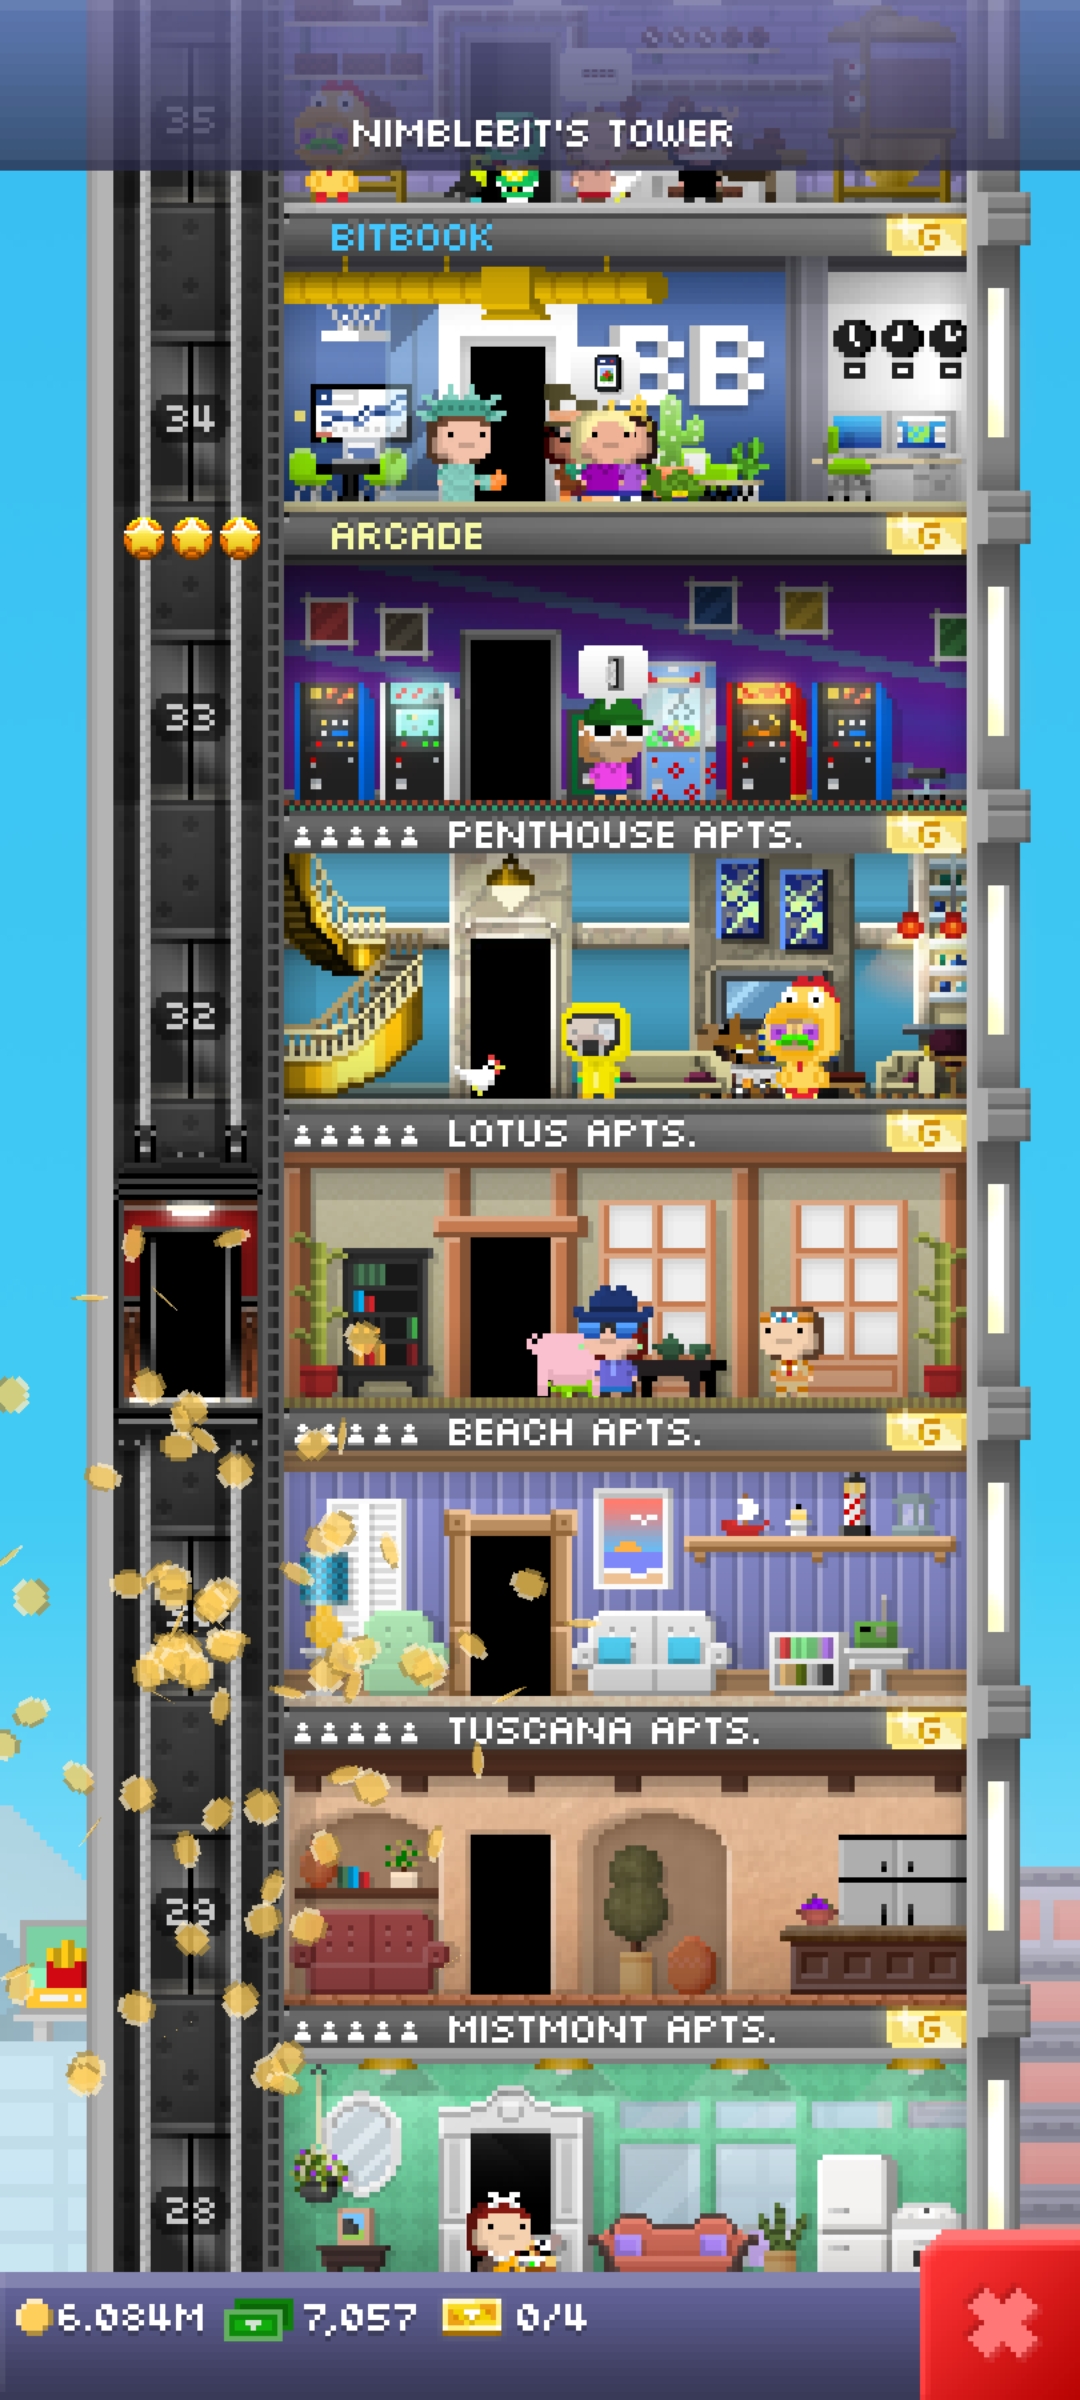 35
NIMBLEBIT'S TOWER
BITBOOK G
BB
34
ARCADE G
33
PENTHOUSE APTS. G
32
LOTUS APTS. G
BEACH APTS. G
TUSCANA APTS. G
29
MISTMONT APTS. G
28
6.084M 7,057 0/4